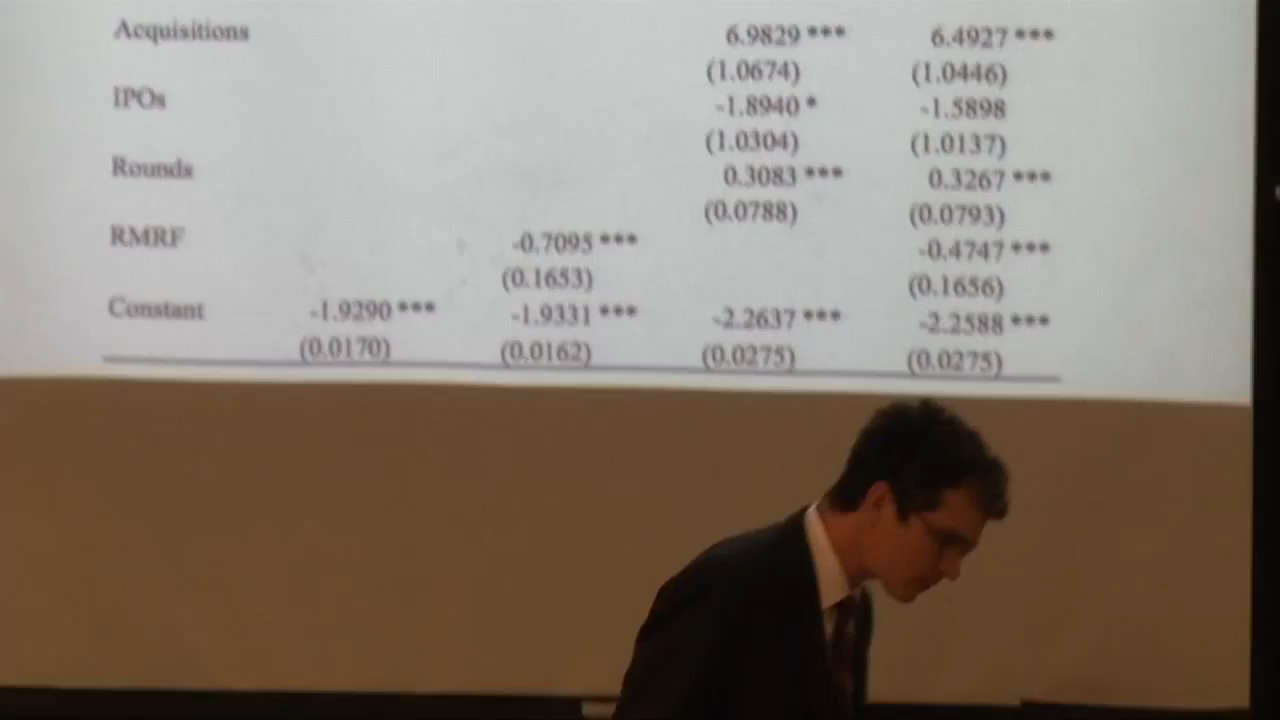 Acquisitions 6.9829 *** 6.4927 ***
(1.0674) (1.0446)
IPOs -1.8940 * -1.5898
(1.0304) (1.0137)
Rounds 0.3083 *** 0.3267 ***
(0.0788) (0.0793)
RMRF -0.7095 *** -0.4747 ***
(0.1653) (0.1656)
Constant -1.9290 *** -1.9331 *** -2.2637 *** -2.2588 ***
(0.0170) (0.0162) (0.0275) (0.0275)